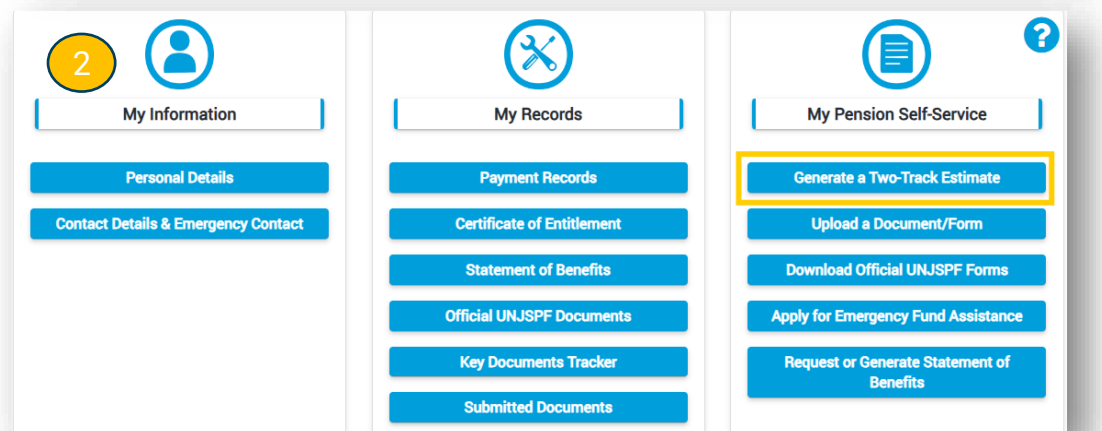 2
My Information
Personal Details
Contact Details & Emergency Contact
My Records
Payment Records
Certificate of Entitlement
Statement of Benefits
Official UNJSPF Documents
Key Documents Tracker
Submitted Documents
?
My Pension Self-Service
Generate a Two-Track Estimate
Upload a Document/Form
Download Official UNJSPF Forms
Apply for Emergency Fund Assistance
Request or Generate Statement of
Benefits